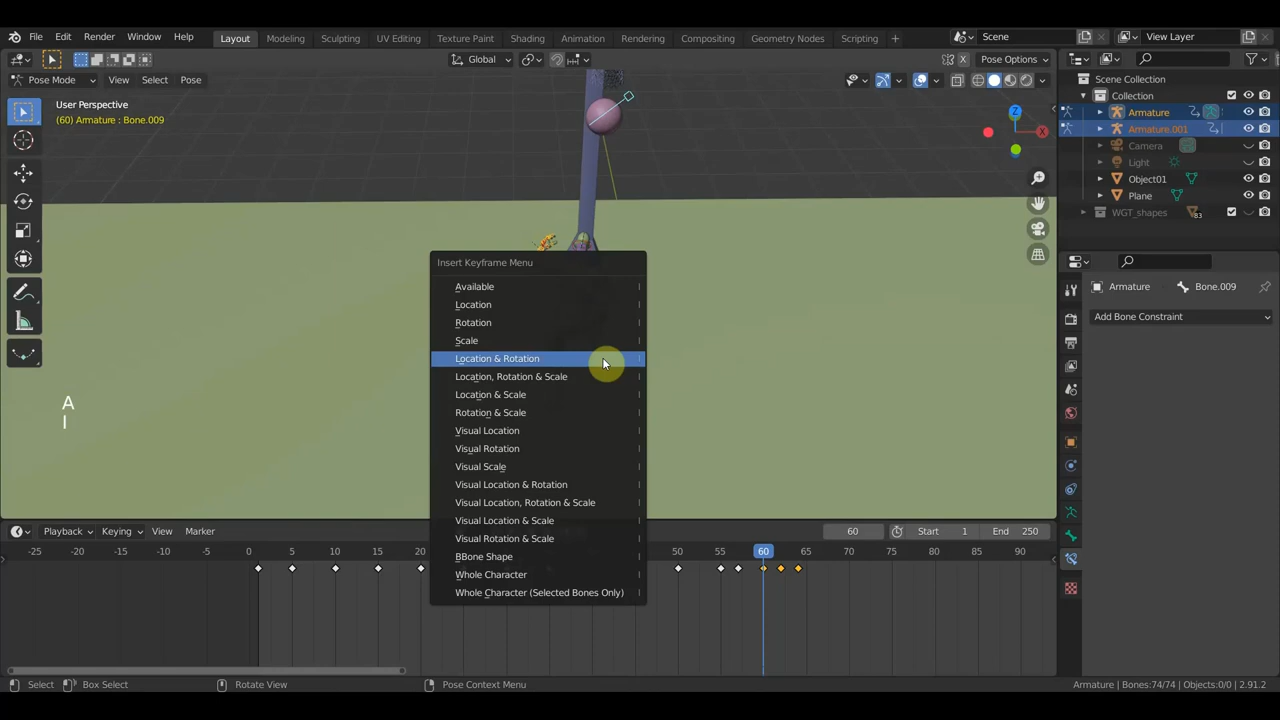 File Edit Render Window Help Layout Modeling Sculpting UV Editing Texture Paint Shading Animation Rendering Compositing Geometry Nodes Scripting + Scene View Layer
Global Pose Options
Pose Mode View Select Pose
User Perspective
(60) Armature : Bone.009
Z
X
Scene Collection
Collection
Armature
Armature.001
Camera
Light
Object01
Plane
WGT_shapes 83
Armature Bone.009
Add Bone Constraint
Insert Keyframe Menu
Available I
Location I
Rotation I
Scale I
Location & Rotation I
Location, Rotation & Scale I
Location & Scale I
Rotation & Scale I
Visual Location I
Visual Rotation I
Visual Scale I
Visual Location & Rotation I
Visual Location, Rotation & Scale I
Visual Location & Scale I
Visual Rotation & Scale I
BBone Shape I
Whole Character I
Whole Character (Selected Bones Only) I
A
I
Playback Keying View Marker 60 Start 1 End 250
-25 -20 -15 -10 -5 0 5 10 15 20 50 55 60 65 70 75 80 85 90
Select Box Select Rotate View Pose Context Menu Armature | Bones:74/74 | Objects:0/0 | 2.91.2